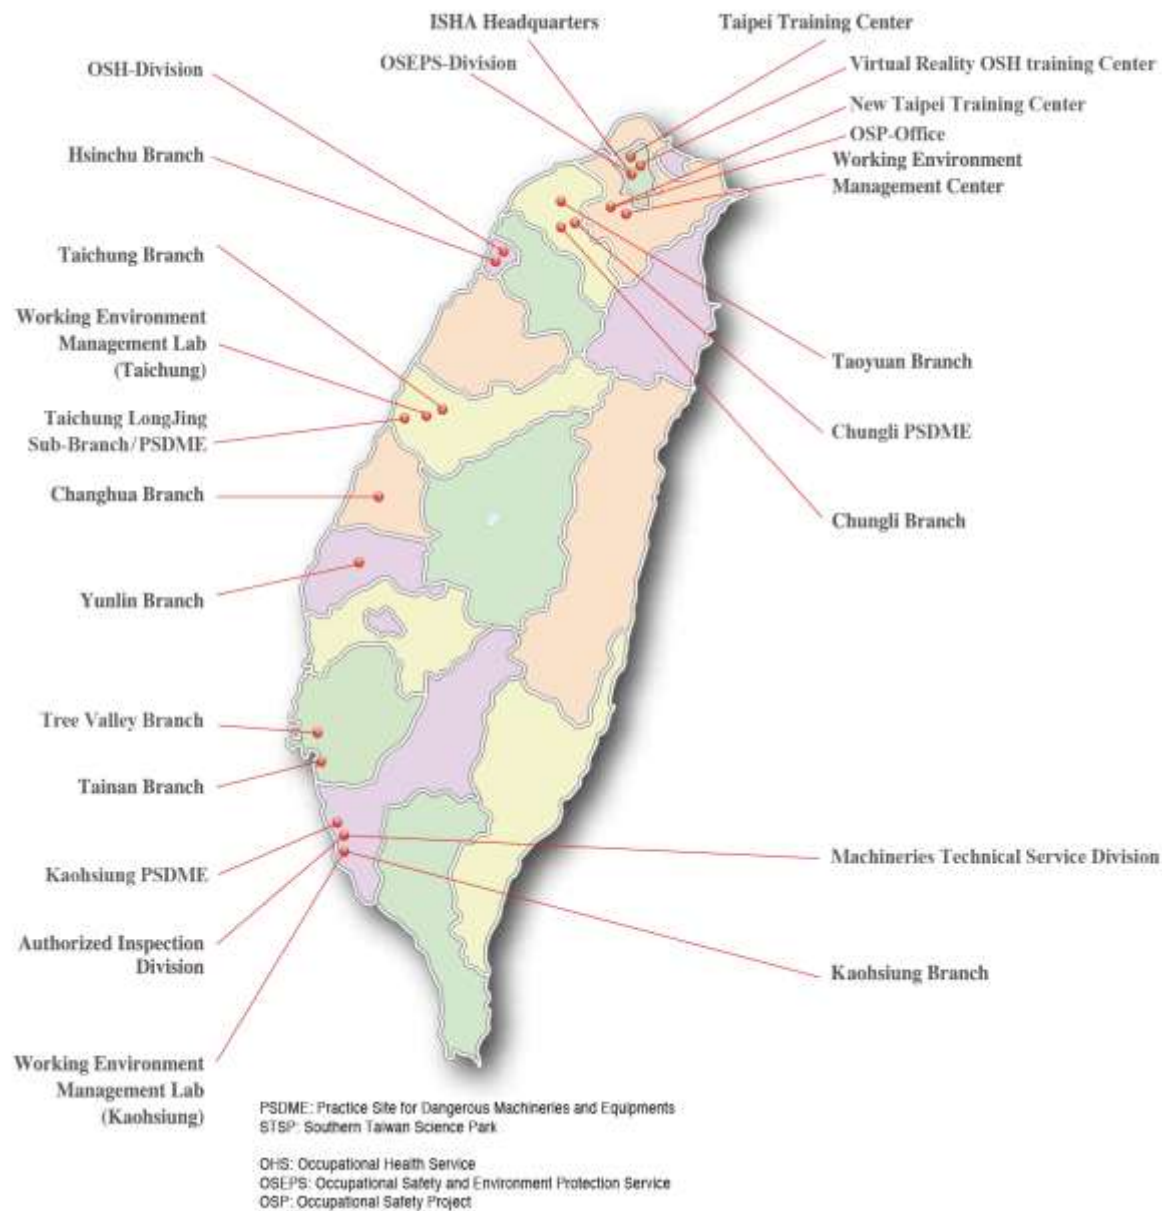 ISHA Headquarters
Taipei Training Center
OSEPS-Division
Virtual Reality OSH training Center
OSH-Division
New Taipei Training Center
OSP-Office
Hsinchu Branch
Working Environment
Management Center
Taichung Branch
Working Environment
Management Lab
(Taichung)
Taoyuan Branch
Taichung LongJing
Sub-Branch/PSDME
Chungli PSDME
Changhua Branch
Chungli Branch
Yunlin Branch
Tree Valley Branch
Tainan Branch
Machineries Technical Service Division
Kaohsiung PSDME
Authorized Inspection
Division
Kaohsiung Branch
Working Environment
Management Lab
(Kaohsiung)
PSDME: Practice Site for Dangerous Machineries and Equipments
STSP: Southern Taiwan Science Park
OHS: Occupational Health Service
OSEPS: Occupational Safety and Environment Protection Service
OSP: Occupational Safety Project